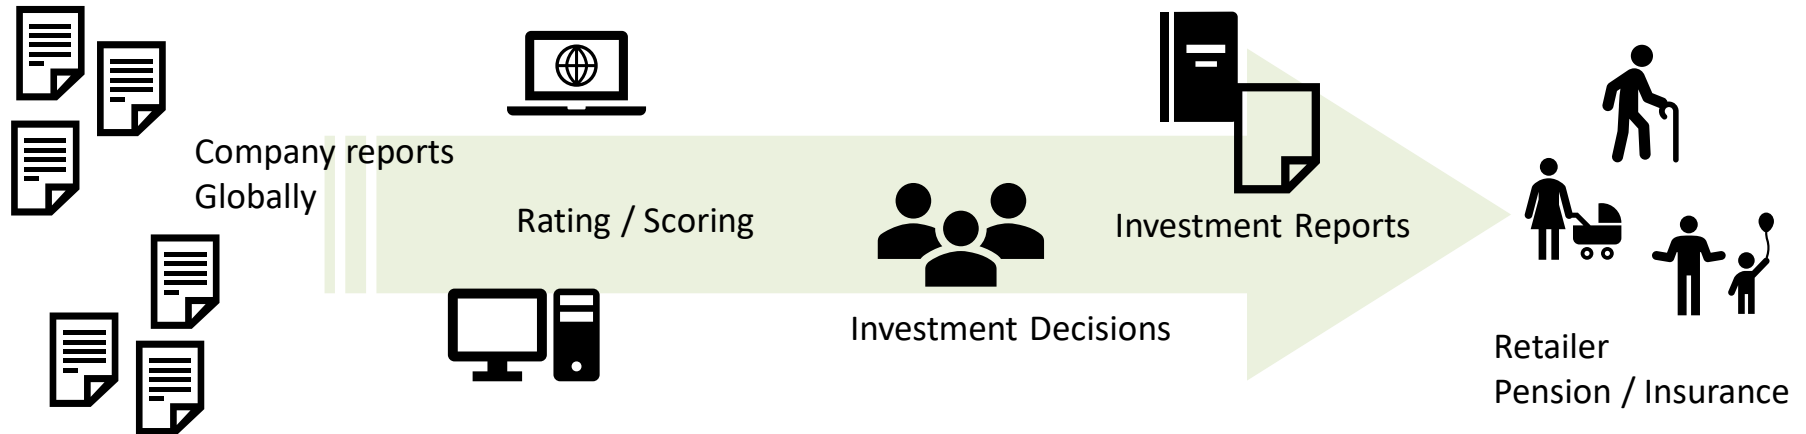 Company reports
Globally
Rating / Scoring
Investment Decisions
Investment Reports
Retailer
Pension / Insurance